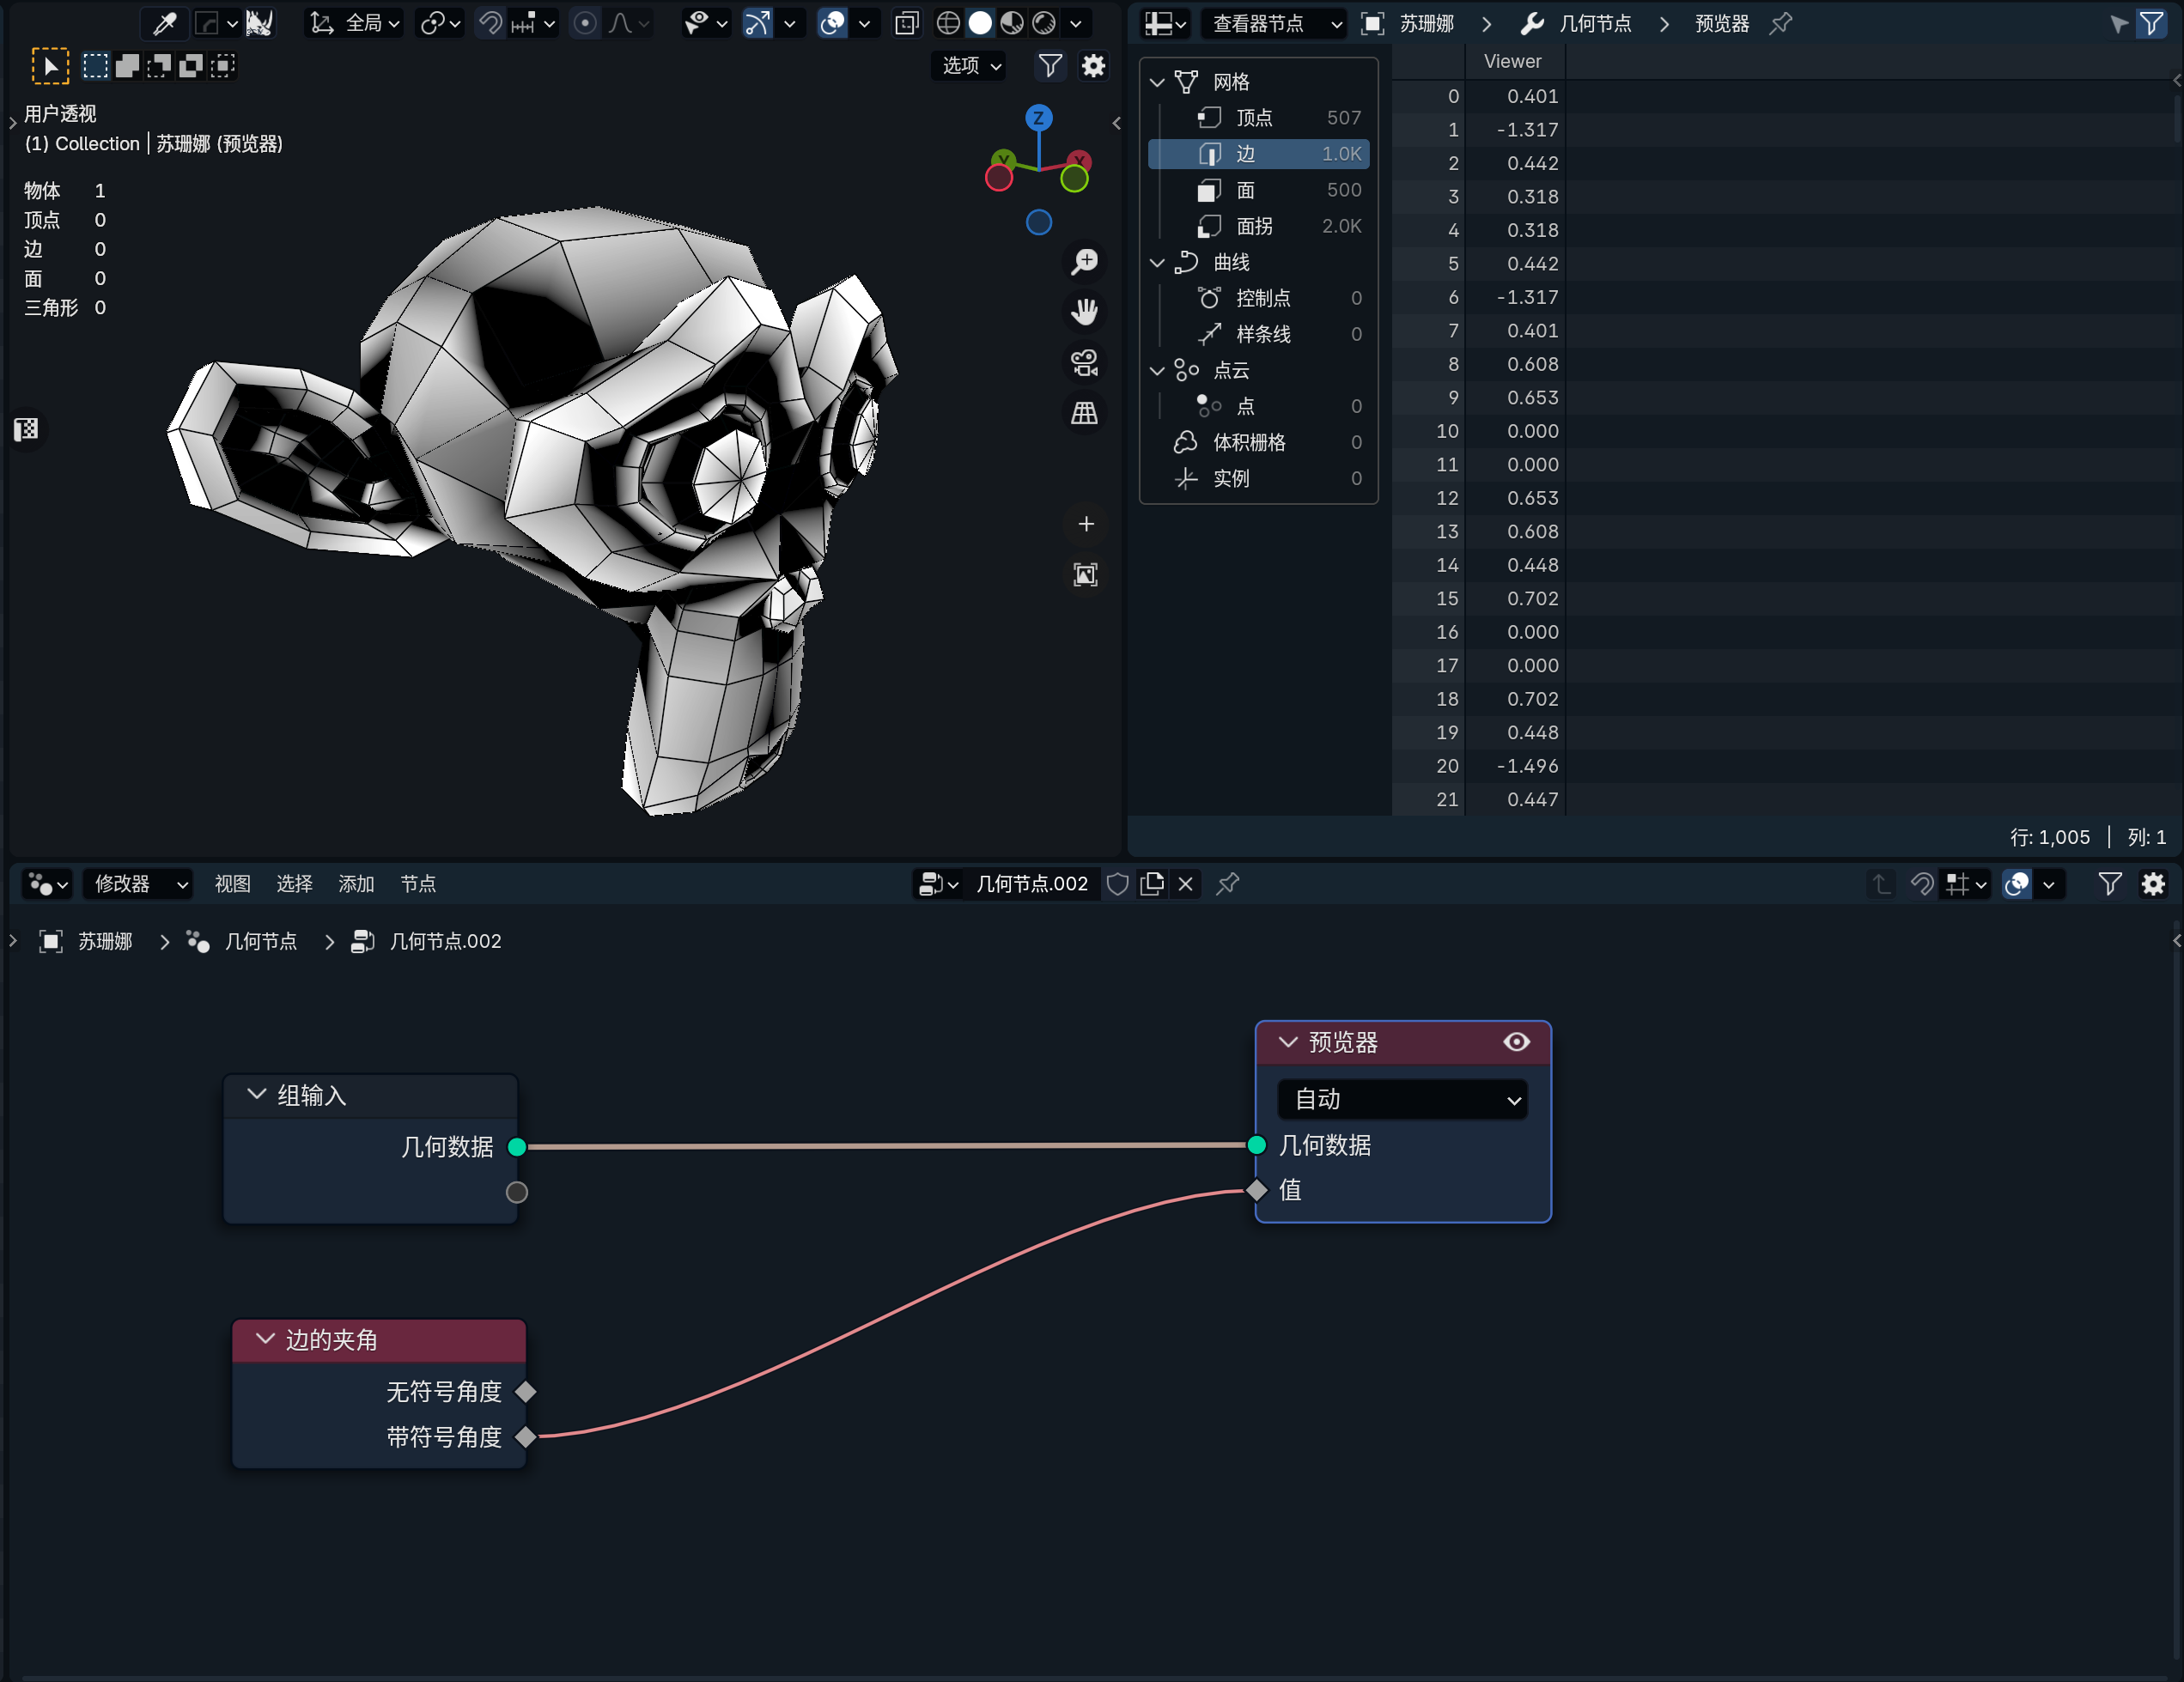 全局
选项
用户透视
(1) Collection | 苏珊娜 (预览器)
物体 1
顶点 0
边 0
面 0
三角形 0
Z
Y
X
查看器节点
苏珊娜 > 几何节点 > 预览器
网格
顶点 507
边 1.0K
面 500
面拐 2.0K
曲线
控制点 0
样条线 0
点云
点 0
体积栅格 0
实例 0
Viewer
0 0.401
1 -1.317
2 0.442
3 0.318
4 0.318
5 0.442
6 -1.317
7 0.401
8 0.608
9 0.653
10 0.000
11 0.000
12 0.653
13 0.608
14 0.448
15 0.702
16 0.000
17 0.000
18 0.702
19 0.448
20 -1.496
21 0.447
行: 1,005 | 列: 1
修改器 视图 选择 添加 节点
几何节点.002
苏珊娜 > 几何节点 > 几何节点.002
组输入
几何数据
预览器
自动
几何数据
值
边的夹角
无符号角度
带符号角度